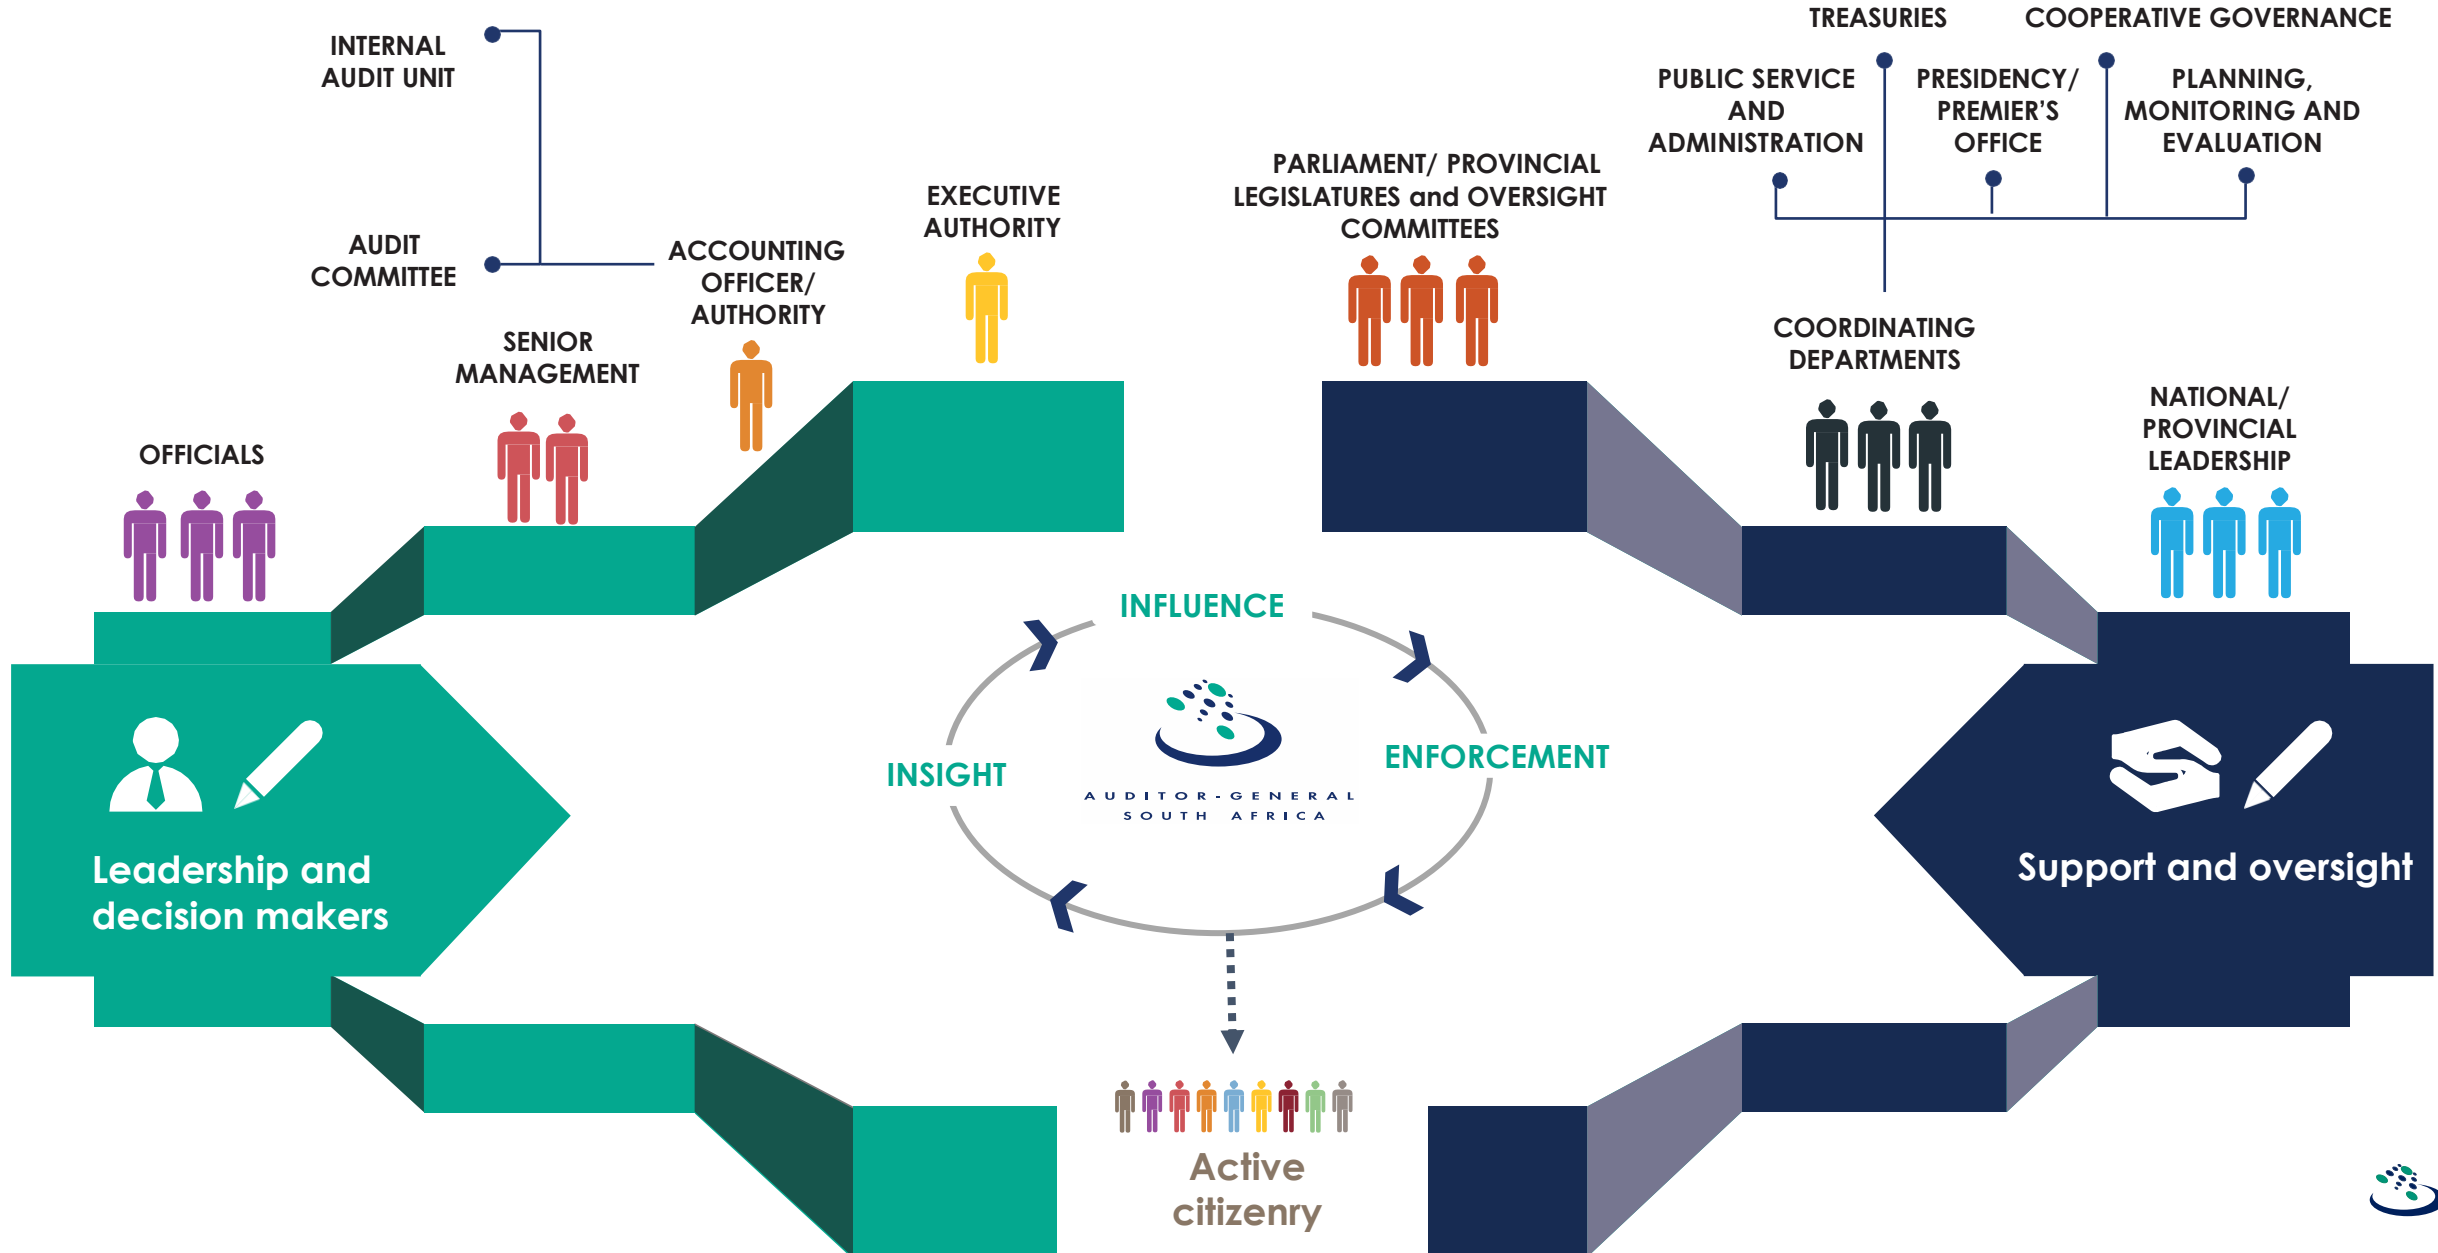 INTERNAL
AUDIT UNIT
AUDIT
COMMITTEE
OFFICIALS
SENIOR
MANAGEMENT
ACCOUNTING
OFFICER/
AUTHORITY
EXECUTIVE
AUTHORITY
PARLIAMENT/ PROVINCIAL
LEGISLATURES and OVERSIGHT
COMMITTEES
TREASURIES
COOPERATIVE GOVERNANCE
PUBLIC SERVICE
AND
ADMINISTRATION
PRESIDENCY/
PREMIER'S
OFFICE
PLANNING,
MONITORING AND
EVALUATION
COORDINATING
DEPARTMENTS
NATIONAL/
PROVINCIAL
LEADERSHIP
INFLUENCE
INSIGHT
ENFORCEMENT
AUDITOR-GENERAL
SOUTH AFRICA
Leadership and
decision makers
Support and oversight
Active
citizenry